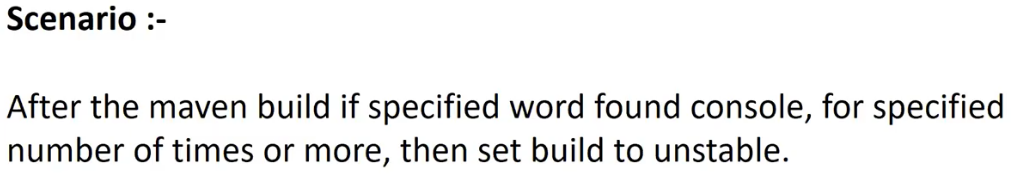 Scenario :-
After the maven build if specified word found console, for specified
number of times or more, then set build to unstable.